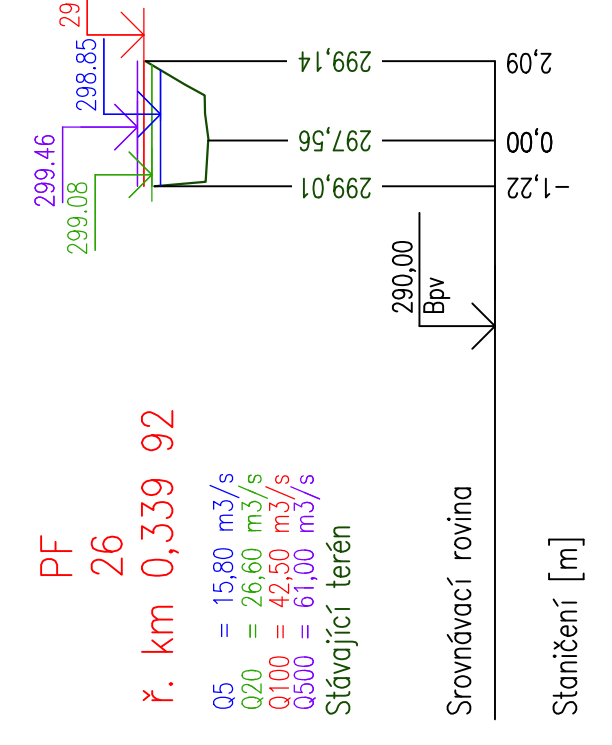 PF
26
ř. km 0,339 92
Q5 = 15,80 m3/s
Q20 = 26,60 m3/s
Q100 = 42,50 m3/s
Q500 = 61,00 m3/s
Stávající terén
Srovnávací rovina
Staničení [m]
290,00
Bpv
299.46
299.08
298.85
29
299,01
297,56
299,14
-1,22
0,00
2,09